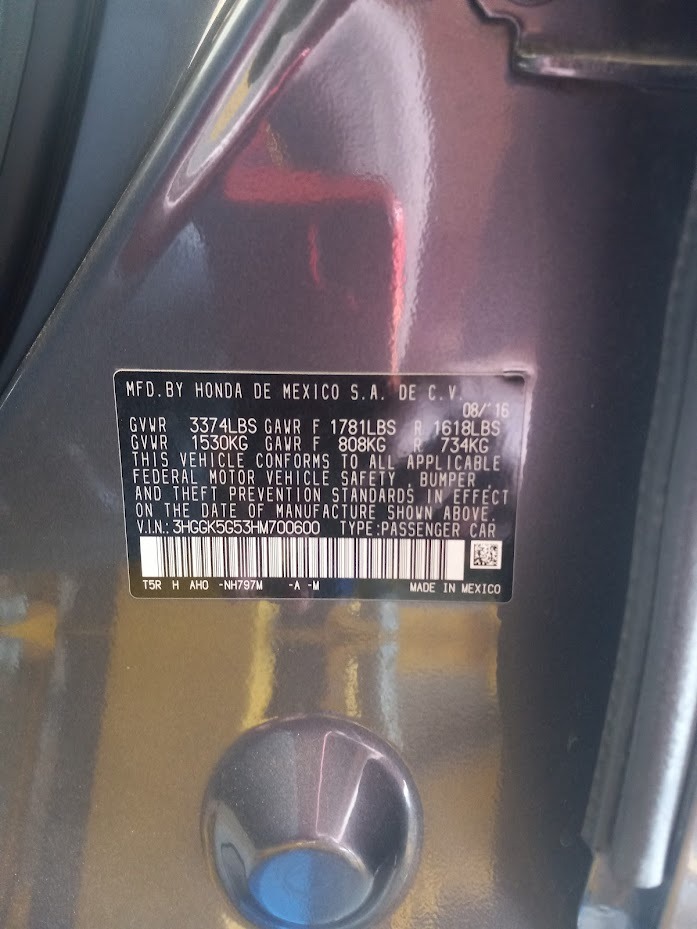 MFD.BY HONDA DE MEXICO S.A. DE C.V.
08/'16
GVWR 3374LBS GAWR F 1781LBS R 1618LBS
GVWR 1530KG GAWR F 808KG R 734KG
THIS VEHICLE CONFORMS TO ALL APPLICABLE
FEDERAL MOTOR VEHICLE SAFETY BUMPER
AND THEFT PREVENTION STANDARDS IN EFFECT
ON THE DATE OF MANUFACTURE SHOWN ABOVE.
V.I.N.: 3HGGK5G53HM700600 TYPE:PASSENGER CAR
T5R H AH0 -NH797M -A -M MADE IN MEXICO